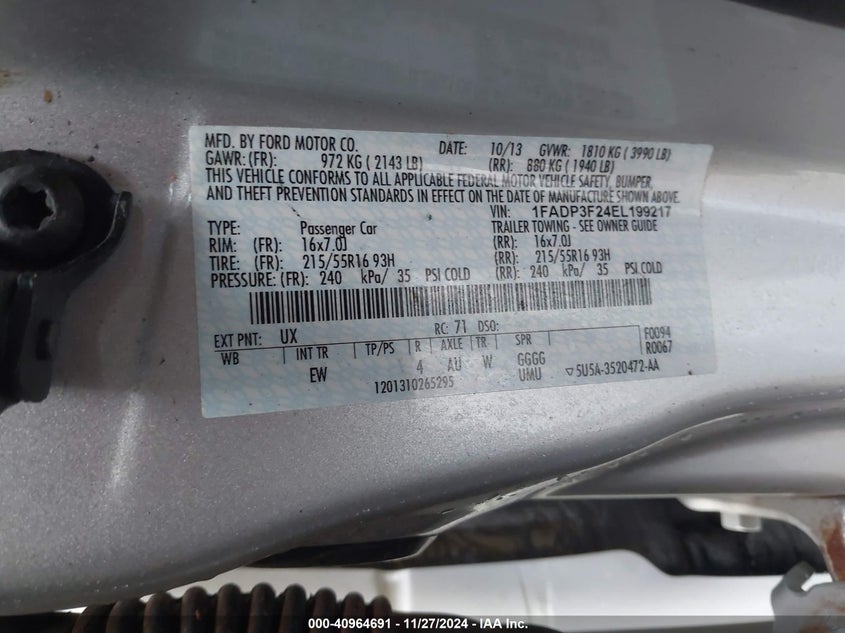 MFD. BY FORD MOTOR CO. DATE: 10/13 GVWR: 1810 KG ( 3990 LB)
GAWR: (FR): 972 KG ( 2143 LB) (RR): 880 KG ( 1940 LB)
THIS VEHICLE CONFORMS TO ALL APPLICABLE FEDERAL MOTOR VEHICLE SAFETY, BUMPER,
AND THEFT PREVENTION STANDARDS IN EFFECT ON THE DATE OF MANUFACTURE SHOWN ABOVE.
VIN: 1FADP3F24EL199217
TYPE: Passenger Car TRAILER TOWING - SEE OWNER GUIDE
RIM: (FR): 16x7.0J (RR): 16x7.0J
TIRE: (FR): 215/55R16 93H (RR): 215/55R16 93H
PRESSURE: (FR): 240 kPa/ 35 PSI COLD (RR): 240 kPa/ 35 PSI COLD
EXT PNT: UX RC: 71 DSO: F0094
WB INT TR TP/PS R AXLE TR SPR R0067
EW 4 AU W GGGG
UMU ▽5U5A-3520472-AA
1201310265295
000-40964691 - 11/27/2024 - IAA Inc.